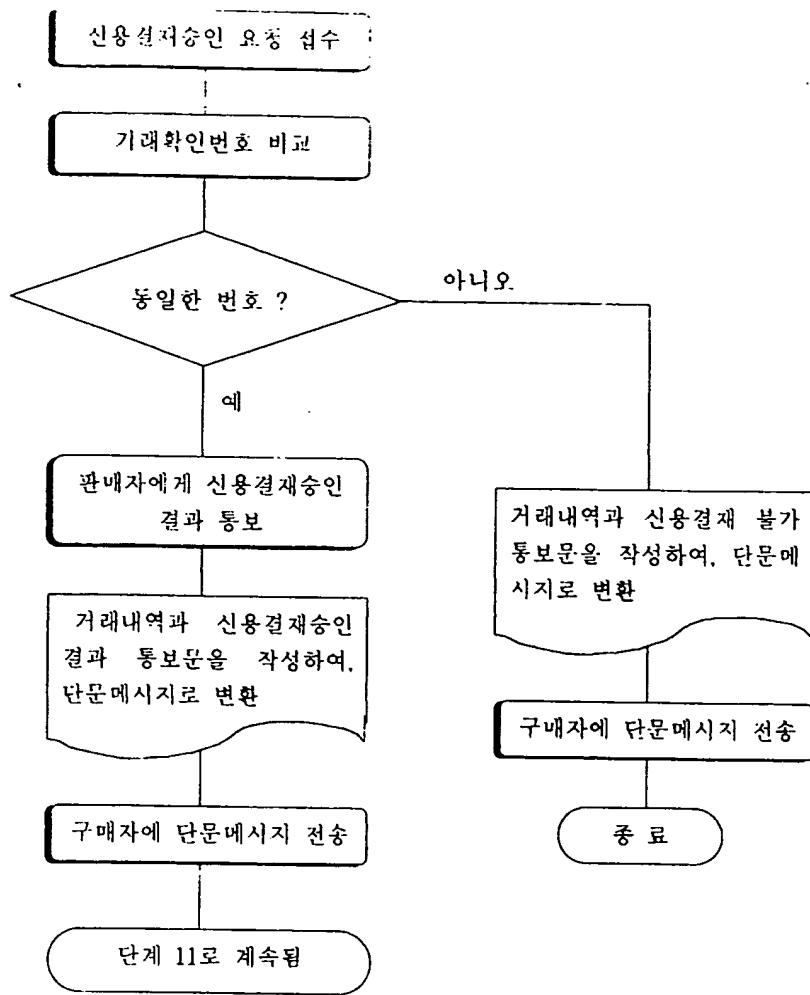 신용결재승인 요청 접수
거래확인번호 비교
동일한 번호 ?
아니오
예
판매자에게 신용결재승인
결과 통보
거래내역과 신용결재승인
결과 통보문을 작성하여,
단문메시지로 변환
구매자에 단문메시지 전송
단계 11로 계속됨
거래내역과 신용결재 불가
통보문을 작성하여, 단문메
시지로 변환
구매자에 단문메시지 전송
종 료